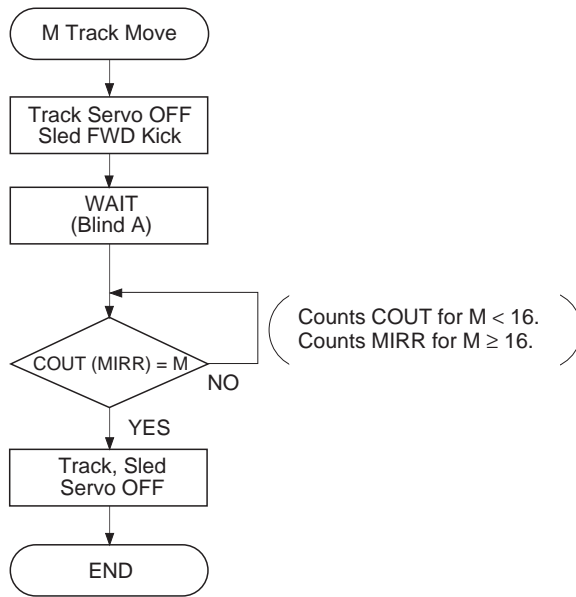 M Track Move
Track Servo OFF
Sled FWD Kick
WAIT
(Blind A)
Counts COUT for M < 16.
Counts MIRR for M ≥ 16.
COUT (MIRR) = M
NO
YES
Track, Sled
Servo OFF
END